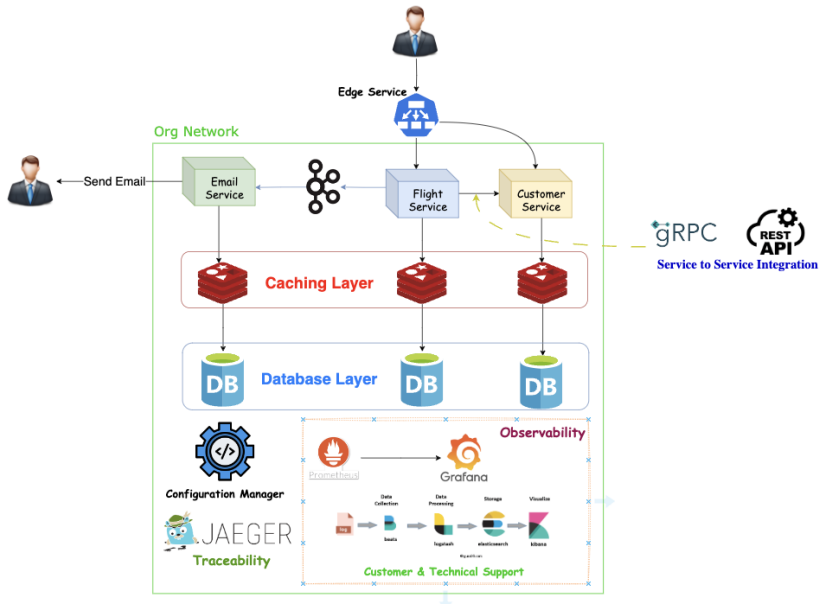 Edge Service
Org Network
Send Email
Email
Service
Flight
Service
Customer
Service
gRPC
REST
API
Service to Service Integration
Caching Layer
DB
Database Layer
DB
DB
Observability
Prometheus
Grafana
Configuration Manager
JAEGER
Traceability
Data
Collection
Data
Processing
Storage
Visualize
log
beats
logstash
elasticsearch
kibana
Customer & Technical Support